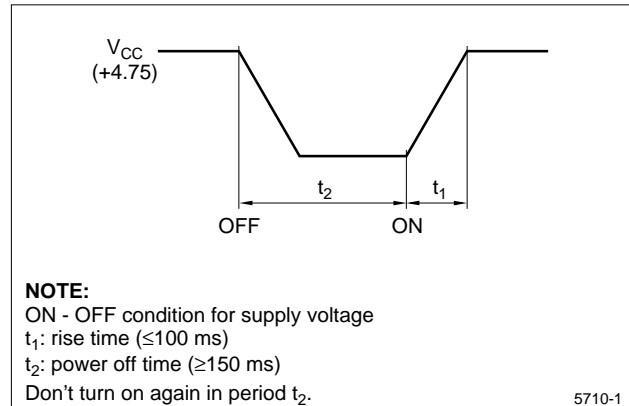 V_CC
(+4.75)
t₂ t₁
OFF ON
NOTE:
ON - OFF condition for supply voltage
t₁: rise time (≤100 ms)
t₂: power off time (≥150 ms)
Don't turn on again in period t₂.
5710-1